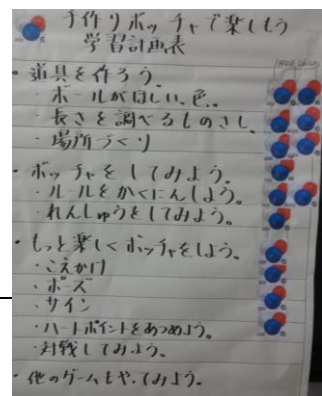 手作りボッチャで楽しもう
学習計画表
・道具を作ろう。
・ボールがほしい、色。
・長さを調べるものさし。
・場所づくり
・ボッチャをしてみよう。
・ルールをかくにんしよう。
・れんしゅうをしてみよう。
・もっと楽しくボッチャをしよう。
・こえかけ
・ポーズ
・サイン
・ハートポイントをあつめよう。
・対戦してみよう。
・他のゲームもやってみよう。